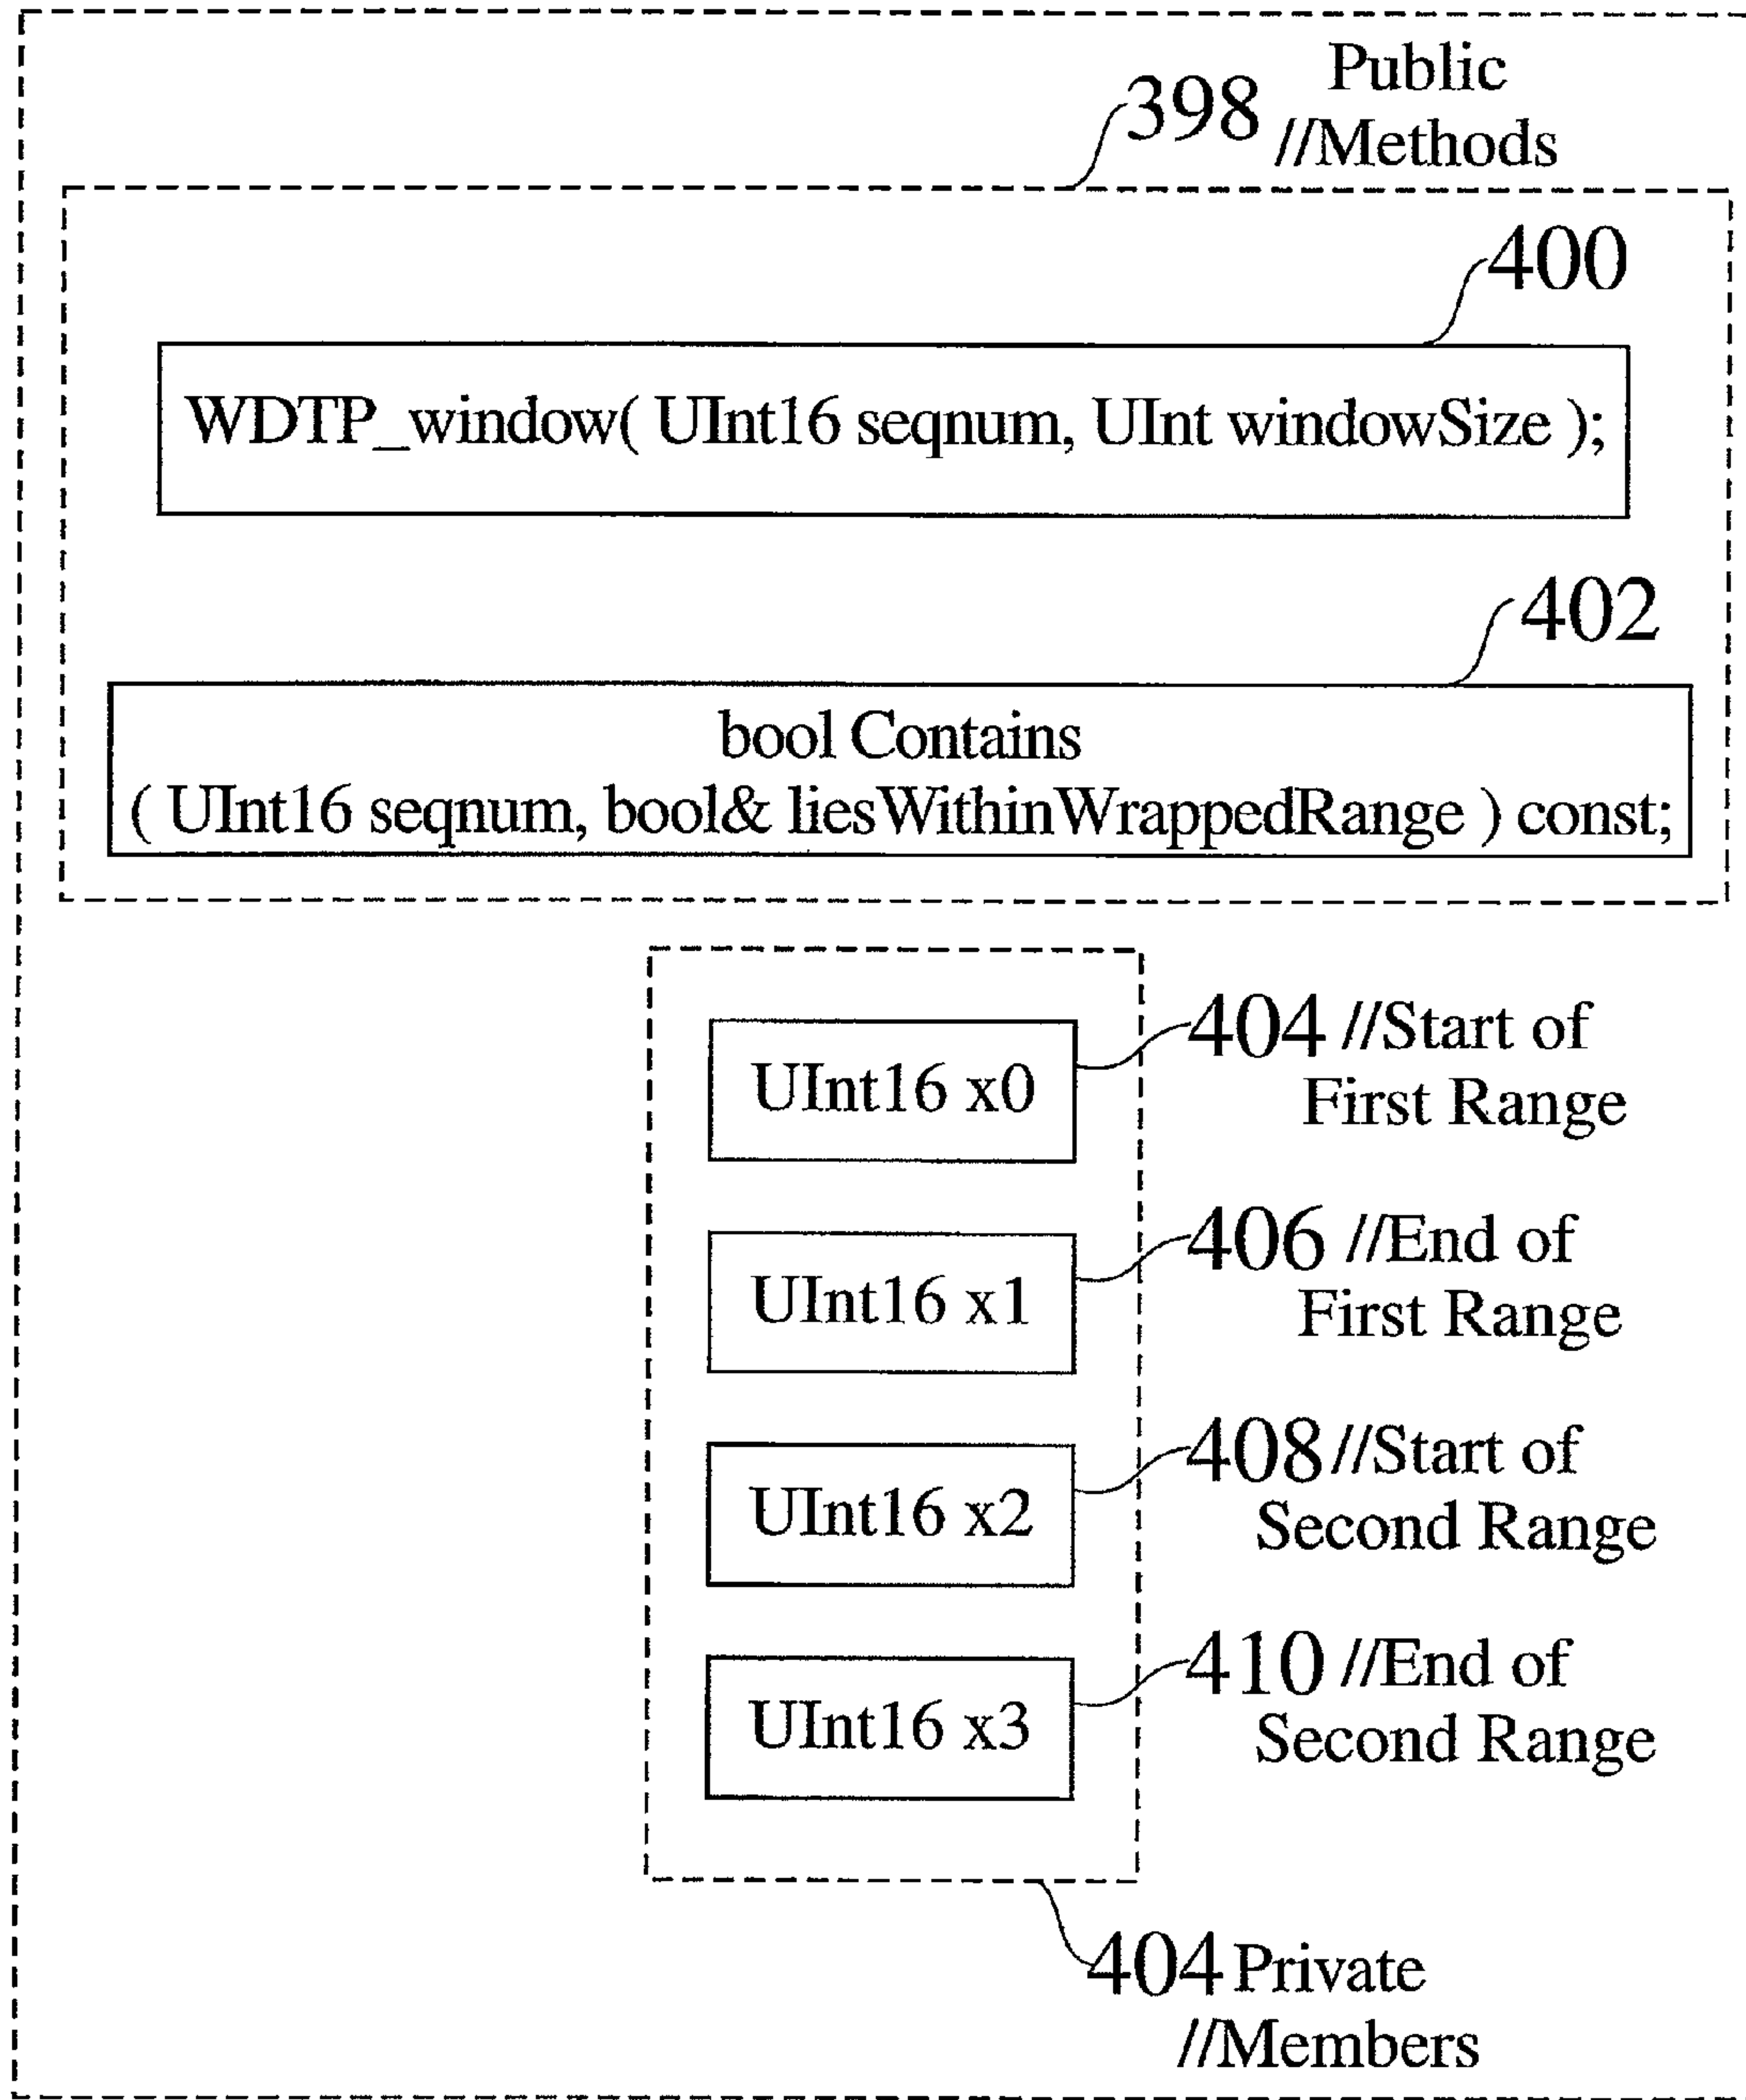 Public
398 //Methods
400
WDTP_window( UInt16 seqnum, UInt windowSize );
402
bool Contains
( UInt16 seqnum, bool& liesWithinWrappedRange ) const;
UInt16 x0
404 //Start of
First Range
UInt16 x1
406 //End of
First Range
UInt16 x2
408 //Start of
Second Range
UInt16 x3
410 //End of
Second Range
404 Private
//Members